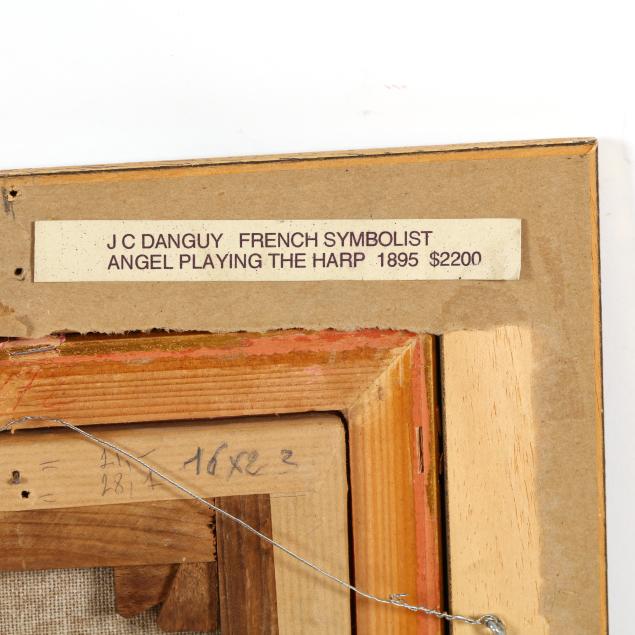 J C DANGUY FRENCH SYMBOLIST
ANGEL PLAYING THE HARP 1895 $2200
16x22